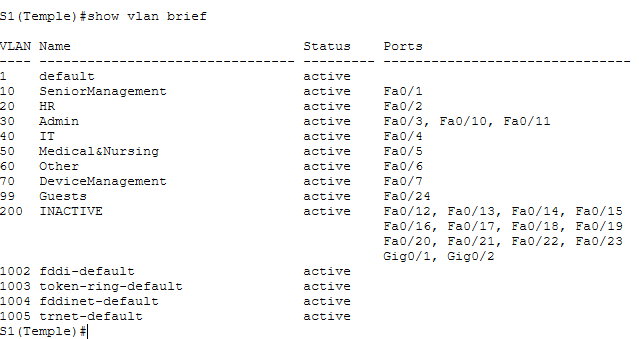 S1(Temple)#show vlan brief
VLAN Name                             Status    Ports
---- -------------------------------- --------- -------------------------------
1    default                          active
10   SeniorManagement                 active    Fa0/1
20   HR                               active    Fa0/2
30   Admin                            active    Fa0/3, Fa0/10, Fa0/11
40   IT                               active    Fa0/4
50   Medical&Nursing                  active    Fa0/5
60   Other                            active    Fa0/6
70   DeviceManagement                 active    Fa0/7
99   Guests                           active    Fa0/24
200  INACTIVE                         active    Fa0/12, Fa0/13, Fa0/14, Fa0/15
                                                Fa0/16, Fa0/17, Fa0/18, Fa0/19
                                                Fa0/20, Fa0/21, Fa0/22, Fa0/23
                                                Gig0/1, Gig0/2
1002 fddi-default                     active
1003 token-ring-default               active
1004 fddinet-default                  active
1005 trnet-default                    active
S1(Temple)#